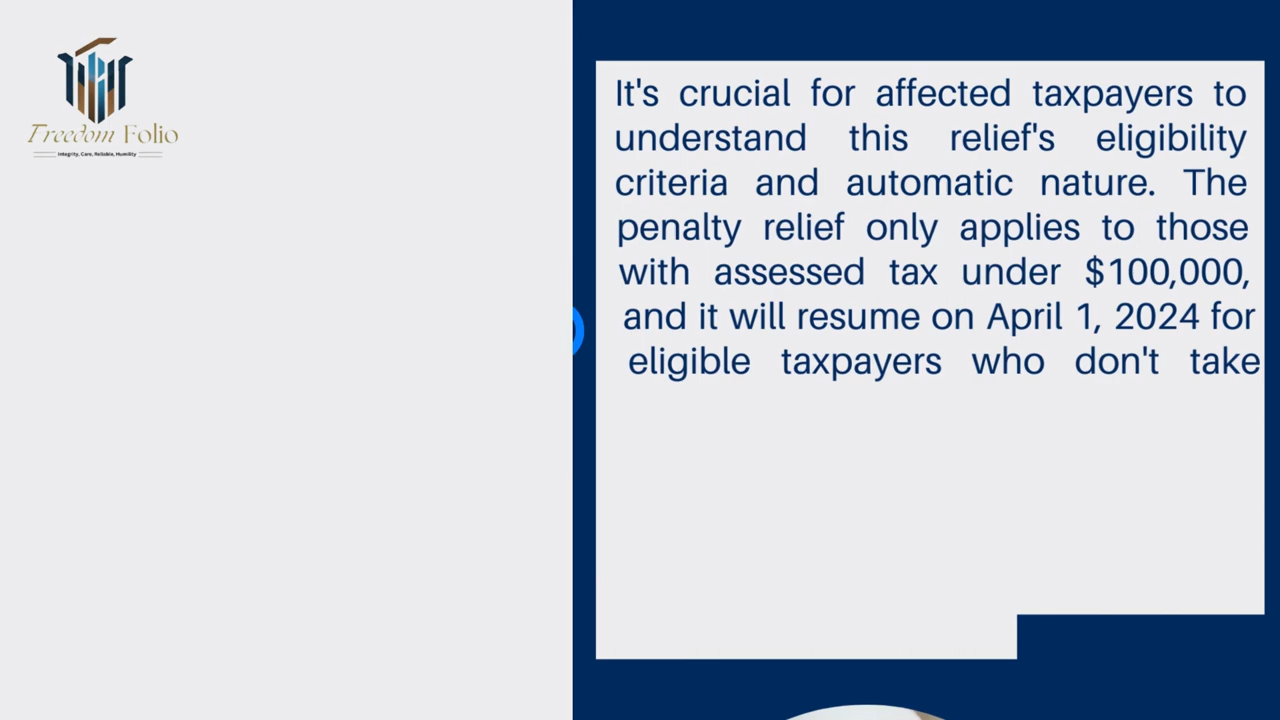 Freedom Folio
Integrity, Care, Reliable, Humility
It's crucial for affected taxpayers to
understand this relief's eligibility
criteria and automatic nature. The
penalty relief only applies to those
with assessed tax under $100,000,
and it will resume on April 1, 2024 for
eligible taxpayers who don't take